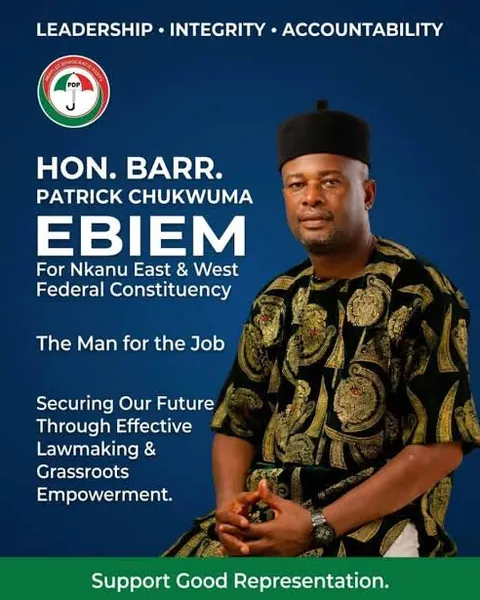 LEADERSHIP • INTEGRITY • ACCOUNTABILITY
PDP
HON. BARR.
PATRICK CHUKWUMA
EBIEM
For Nkanu East & West
Federal Constituency
The Man for the Job
Securing Our Future
Through Effective
Lawmaking &
Grassroots
Empowerment.
Support Good Representation.